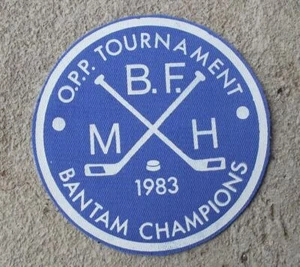 O.P.P. TOURNAMENT
B.F.
M H
1983
BANTAM CHAMPIONS